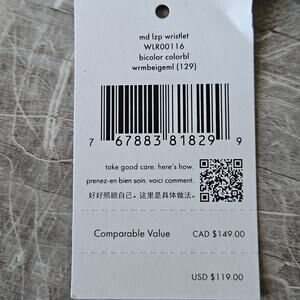 md lzp wristlet
WLR00116
bicolor colorbl
wrmbeigeml (129)
7 67883 81829 9
take good care. here's how.
prenez-en bien soin. voici comment.
好好照顾自己。这里是具体做法。
Comparable Value CAD $149.00
USD $119.00